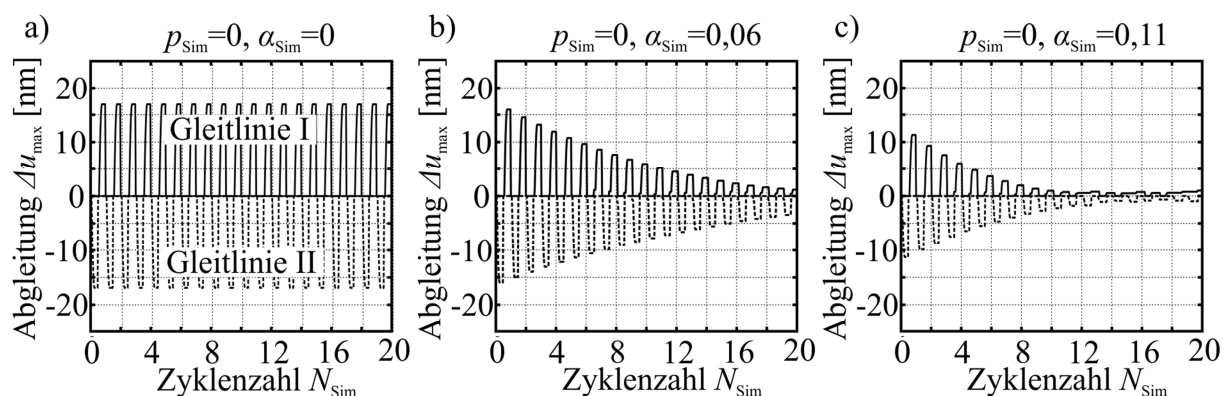 a)
p_Sim=0, α_Sim=0
Abgleitung Δu_max [nm]
20
10
0
-10
-20
Gleitlinie I
Gleitlinie II
0 4 8 12 16 20
Zyklenzahl N_Sim
b)
p_Sim=0, α_Sim=0,06
Abgleitung Δu_max [nm]
20
10
0
-10
-20
0 4 8 12 16 20
Zyklenzahl N_Sim
c)
p_Sim=0, α_Sim=0,11
Abgleitung Δu_max [nm]
20
10
0
-10
-20
0 4 8 12 16 20
Zyklenzahl N_Sim